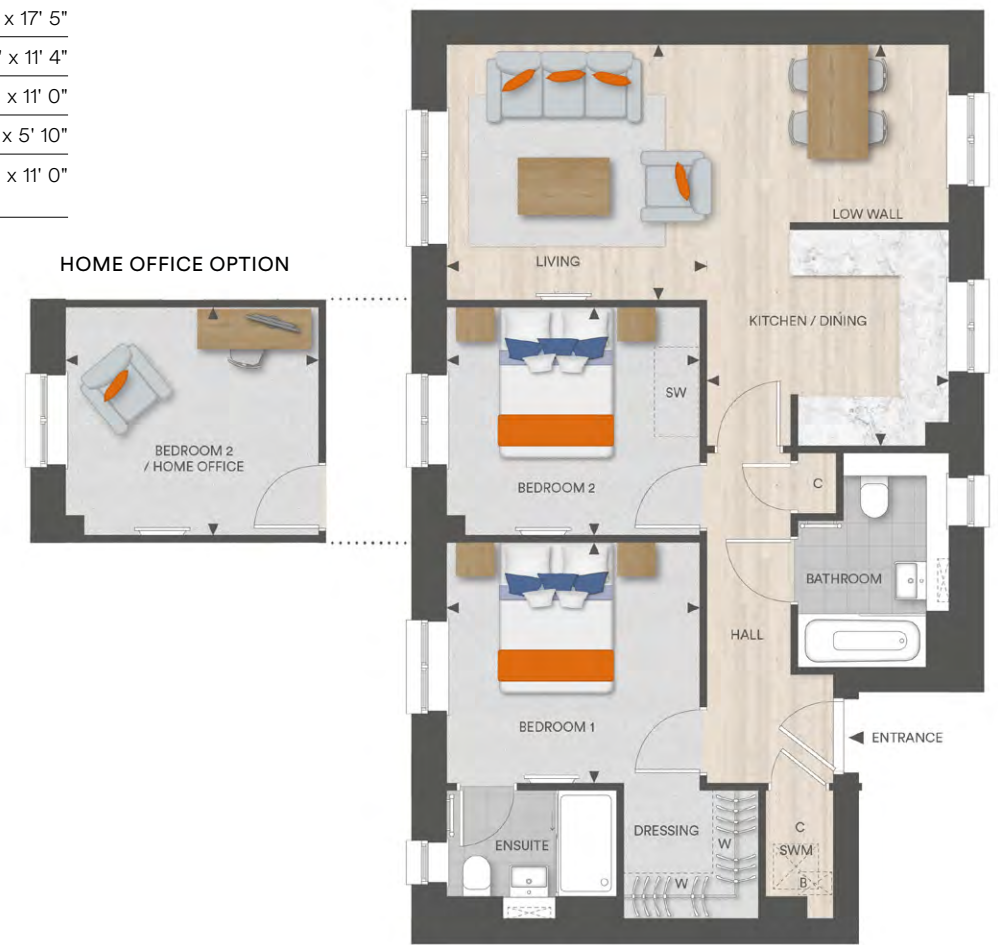 x 17' 5"
' x 11' 4"
x 11' 0"
x 5' 10"
x 11' 0"
HOME OFFICE OPTION
BEDROOM 2
/ HOME OFFICE
LOW WALL
LIVING
KITCHEN / DINING
SW
BEDROOM 2
C
BATHROOM
HALL
BEDROOM 1
ENTRANCE
ENSUITE
DRESSING
W
W
C
SWM
B